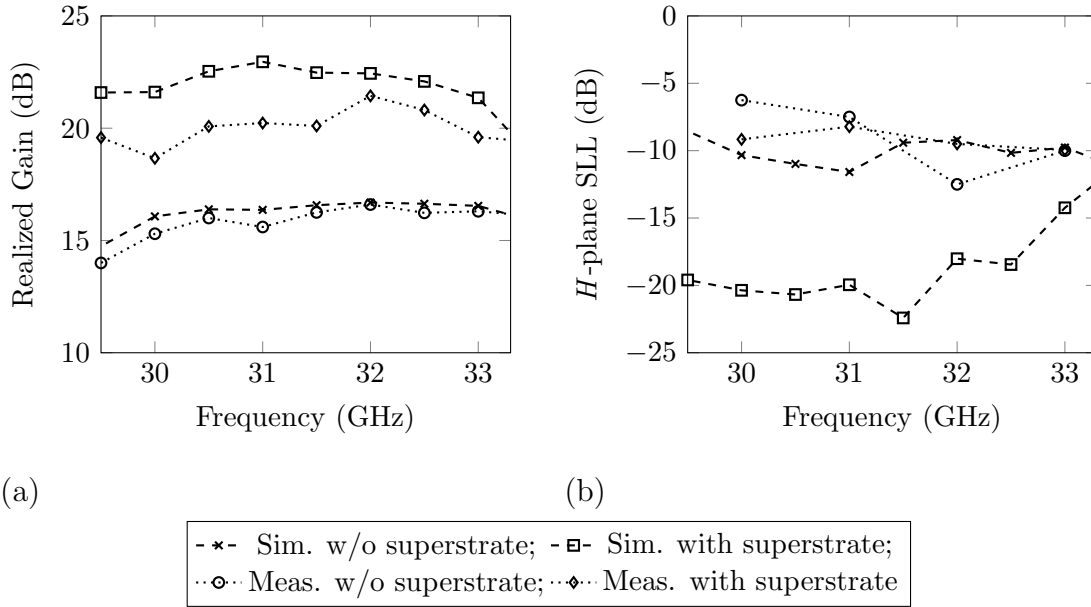 25
20
15
10
30
31
32
33
Realized Gain (dB)
Frequency (GHz)
(a)
0
−5
−10
−15
−20
−25
30
31
32
33
H-plane SLL (dB)
Frequency (GHz)
(b)
Sim. w/o superstrate; Sim. with superstrate;
Meas. w/o superstrate; Meas. with superstrate